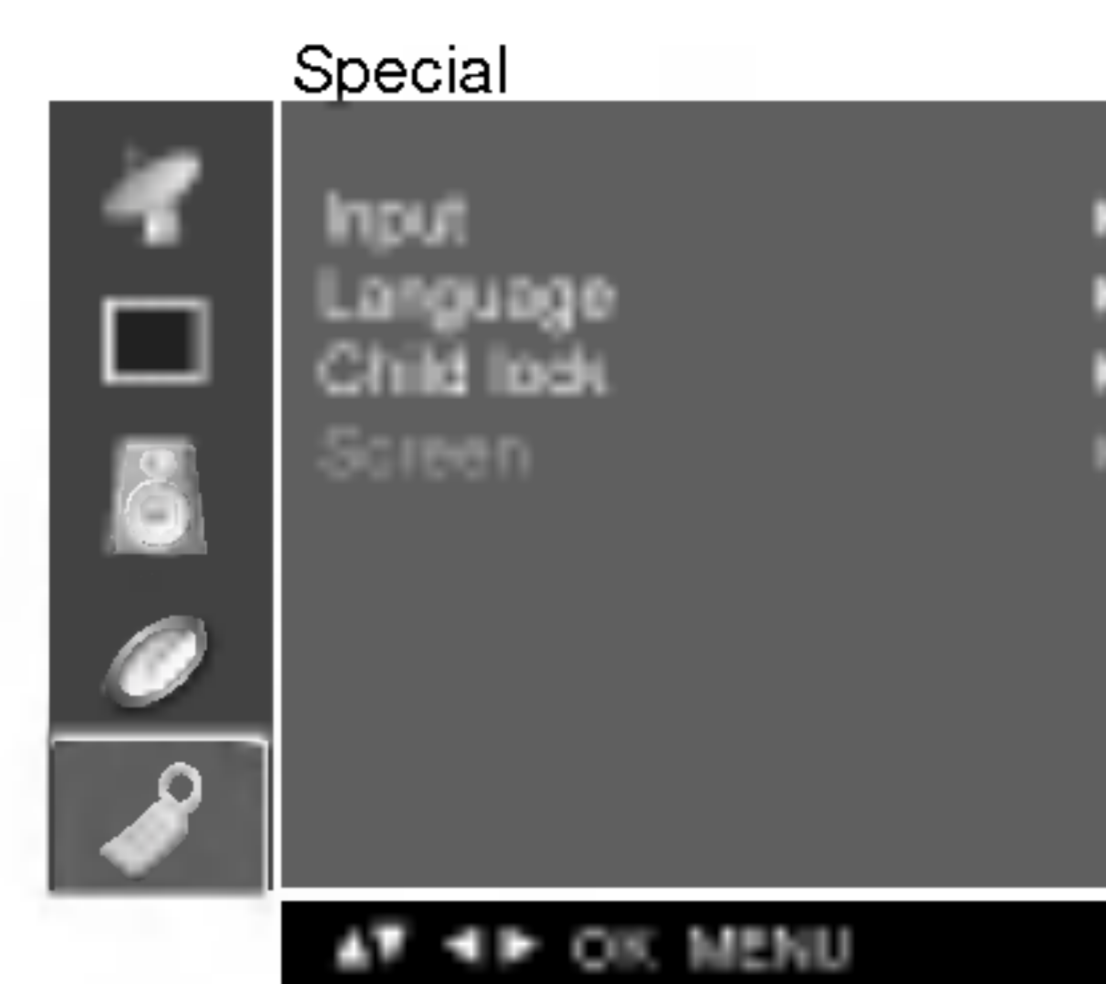 Special
Input
Language
Child lock
Screen
▲▼ ◄► OK MENU